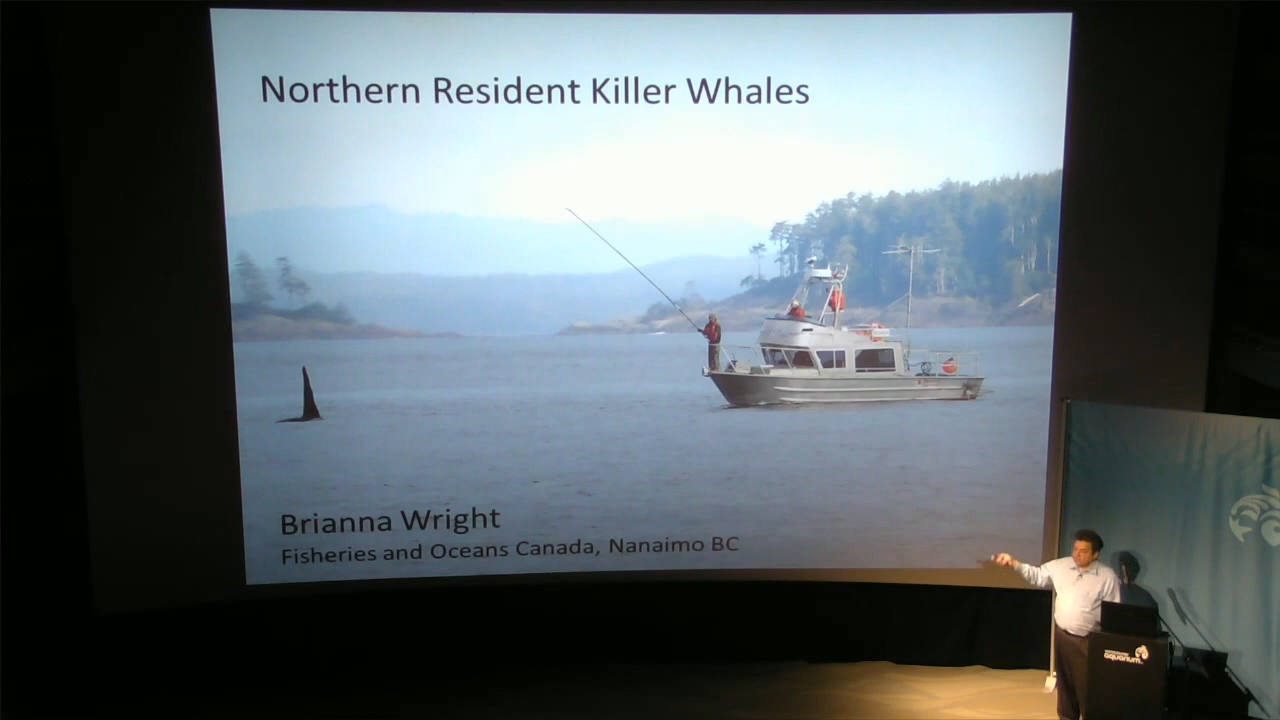 Northern Resident Killer Whales
Brianna Wright
Fisheries and Oceans Canada, Nanaimo BC
aquarium